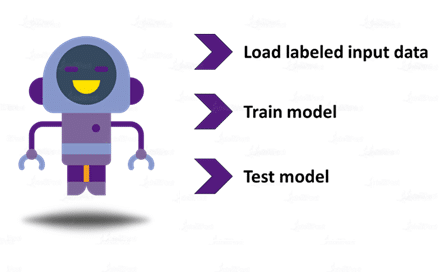 Load labeled input data
Train model
Test model